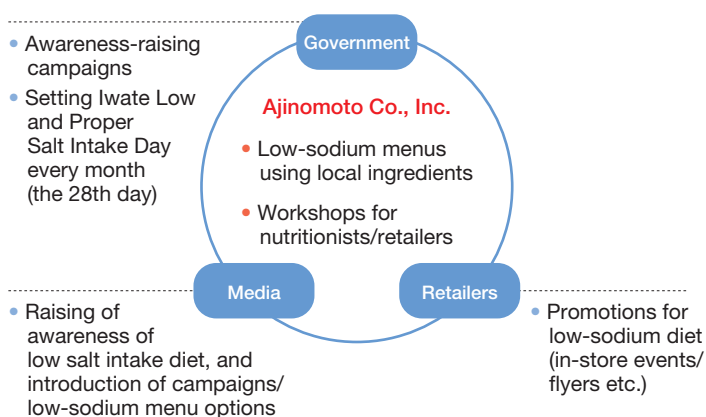 Government
• Awareness-raising
campaigns
• Setting Iwate Low
and Proper
Salt Intake Day
every month
(the 28th day)
Ajinomoto Co., Inc.
• Low-sodium menus
using local ingredients
• Workshops for
nutritionists/retailers
Media
Retailers
• Raising of
awareness of
low salt intake diet, and
introduction of campaigns/
low-sodium menu options
• Promotions for
low-sodium diet
(in-store events/
flyers etc.)